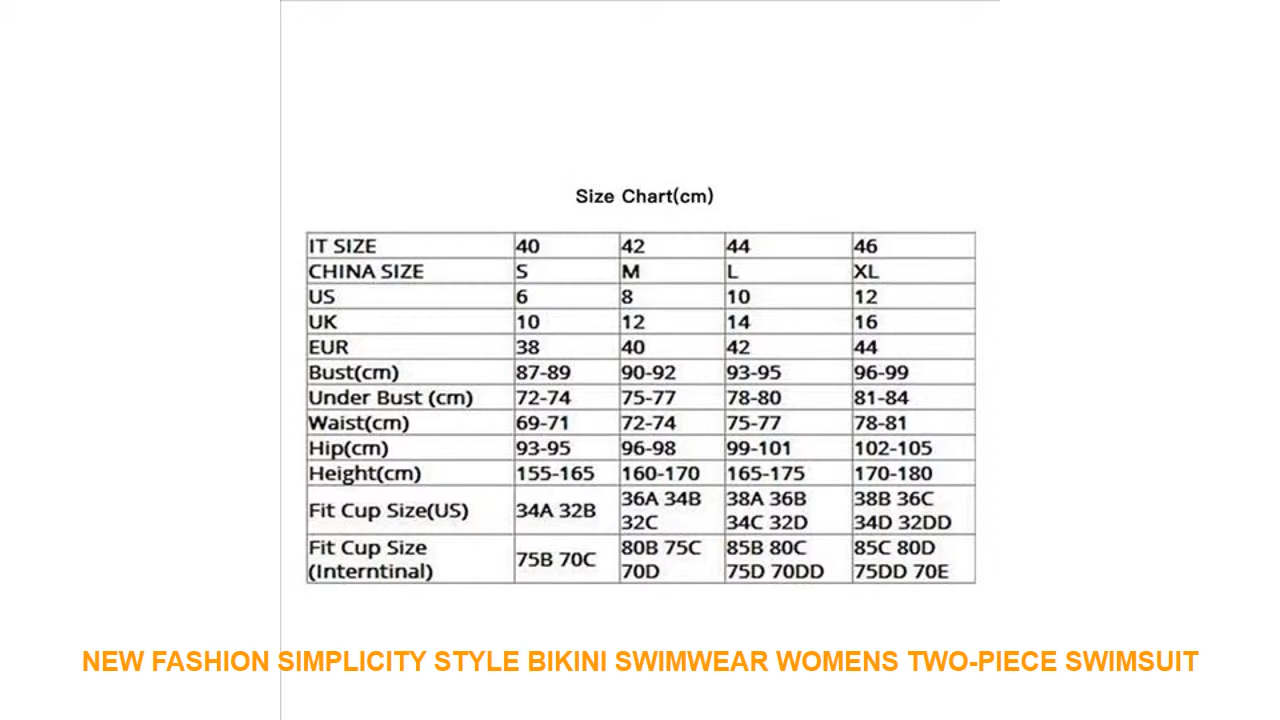 Size Chart(cm)
IT SIZE 40 42 44 46
CHINA SIZE S M L XL
US 6 8 10 12
UK 10 12 14 16
EUR 38 40 42 44
Bust(cm) 87-89 90-92 93-95 96-99
Under Bust (cm) 72-74 75-77 78-80 81-84
Waist(cm) 69-71 72-74 75-77 78-81
Hip(cm) 93-95 96-98 99-101 102-105
Height(cm) 155-165 160-170 165-175 170-180
Fit Cup Size(US) 34A 32B 36A 34B 38A 36B 38B 36C
32C 34C 32D 34D 32DD
Fit Cup Size 75B 70C 80B 75C 85B 80C 85C 80D
(Interntinal) 70D 75D 70DD 75DD 70E
NEW FASHION SIMPLICITY STYLE BIKINI SWIMWEAR WOMENS TWO-PIECE SWIMSUIT